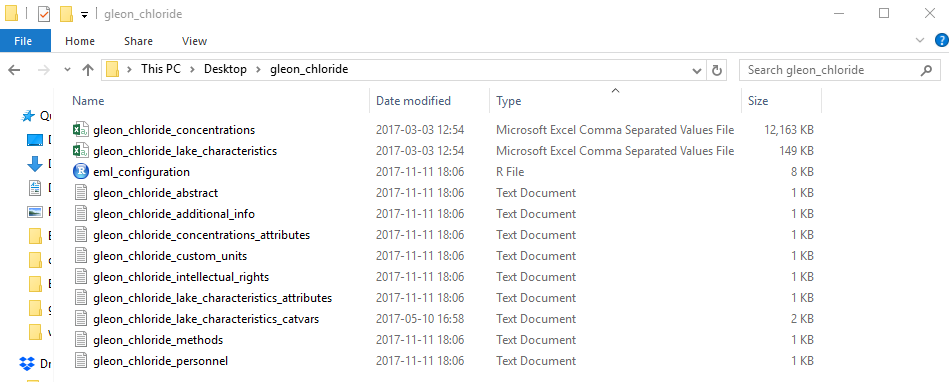 gleon_chloride
File Home Share View
This PC Desktop gleon_chloride Search gleon_chloride
Name Date modified Type Size
gleon_chloride_concentrations 2017-03-03 12:54 Microsoft Excel Comma Separated Values File 12,163 KB
gleon_chloride_lake_characteristics 2017-03-03 12:54 Microsoft Excel Comma Separated Values File 149 KB
eml_configuration 2017-11-11 18:06 R File 8 KB
gleon_chloride_abstract 2017-11-11 18:06 Text Document 1 KB
gleon_chloride_additional_info 2017-11-11 18:06 Text Document 1 KB
gleon_chloride_concentrations_attributes 2017-11-11 18:06 Text Document 1 KB
gleon_chloride_custom_units 2017-11-11 18:06 Text Document 1 KB
gleon_chloride_intellectual_rights 2017-11-11 18:06 Text Document 1 KB
gleon_chloride_lake_characteristics_attributes 2017-11-11 18:06 Text Document 1 KB
gleon_chloride_lake_characteristics_catvars 2017-05-10 16:58 Text Document 2 KB
gleon_chloride_methods 2017-11-11 18:06 Text Document 1 KB
gleon_chloride_personnel 2017-11-11 18:06 Text Document 1 KB